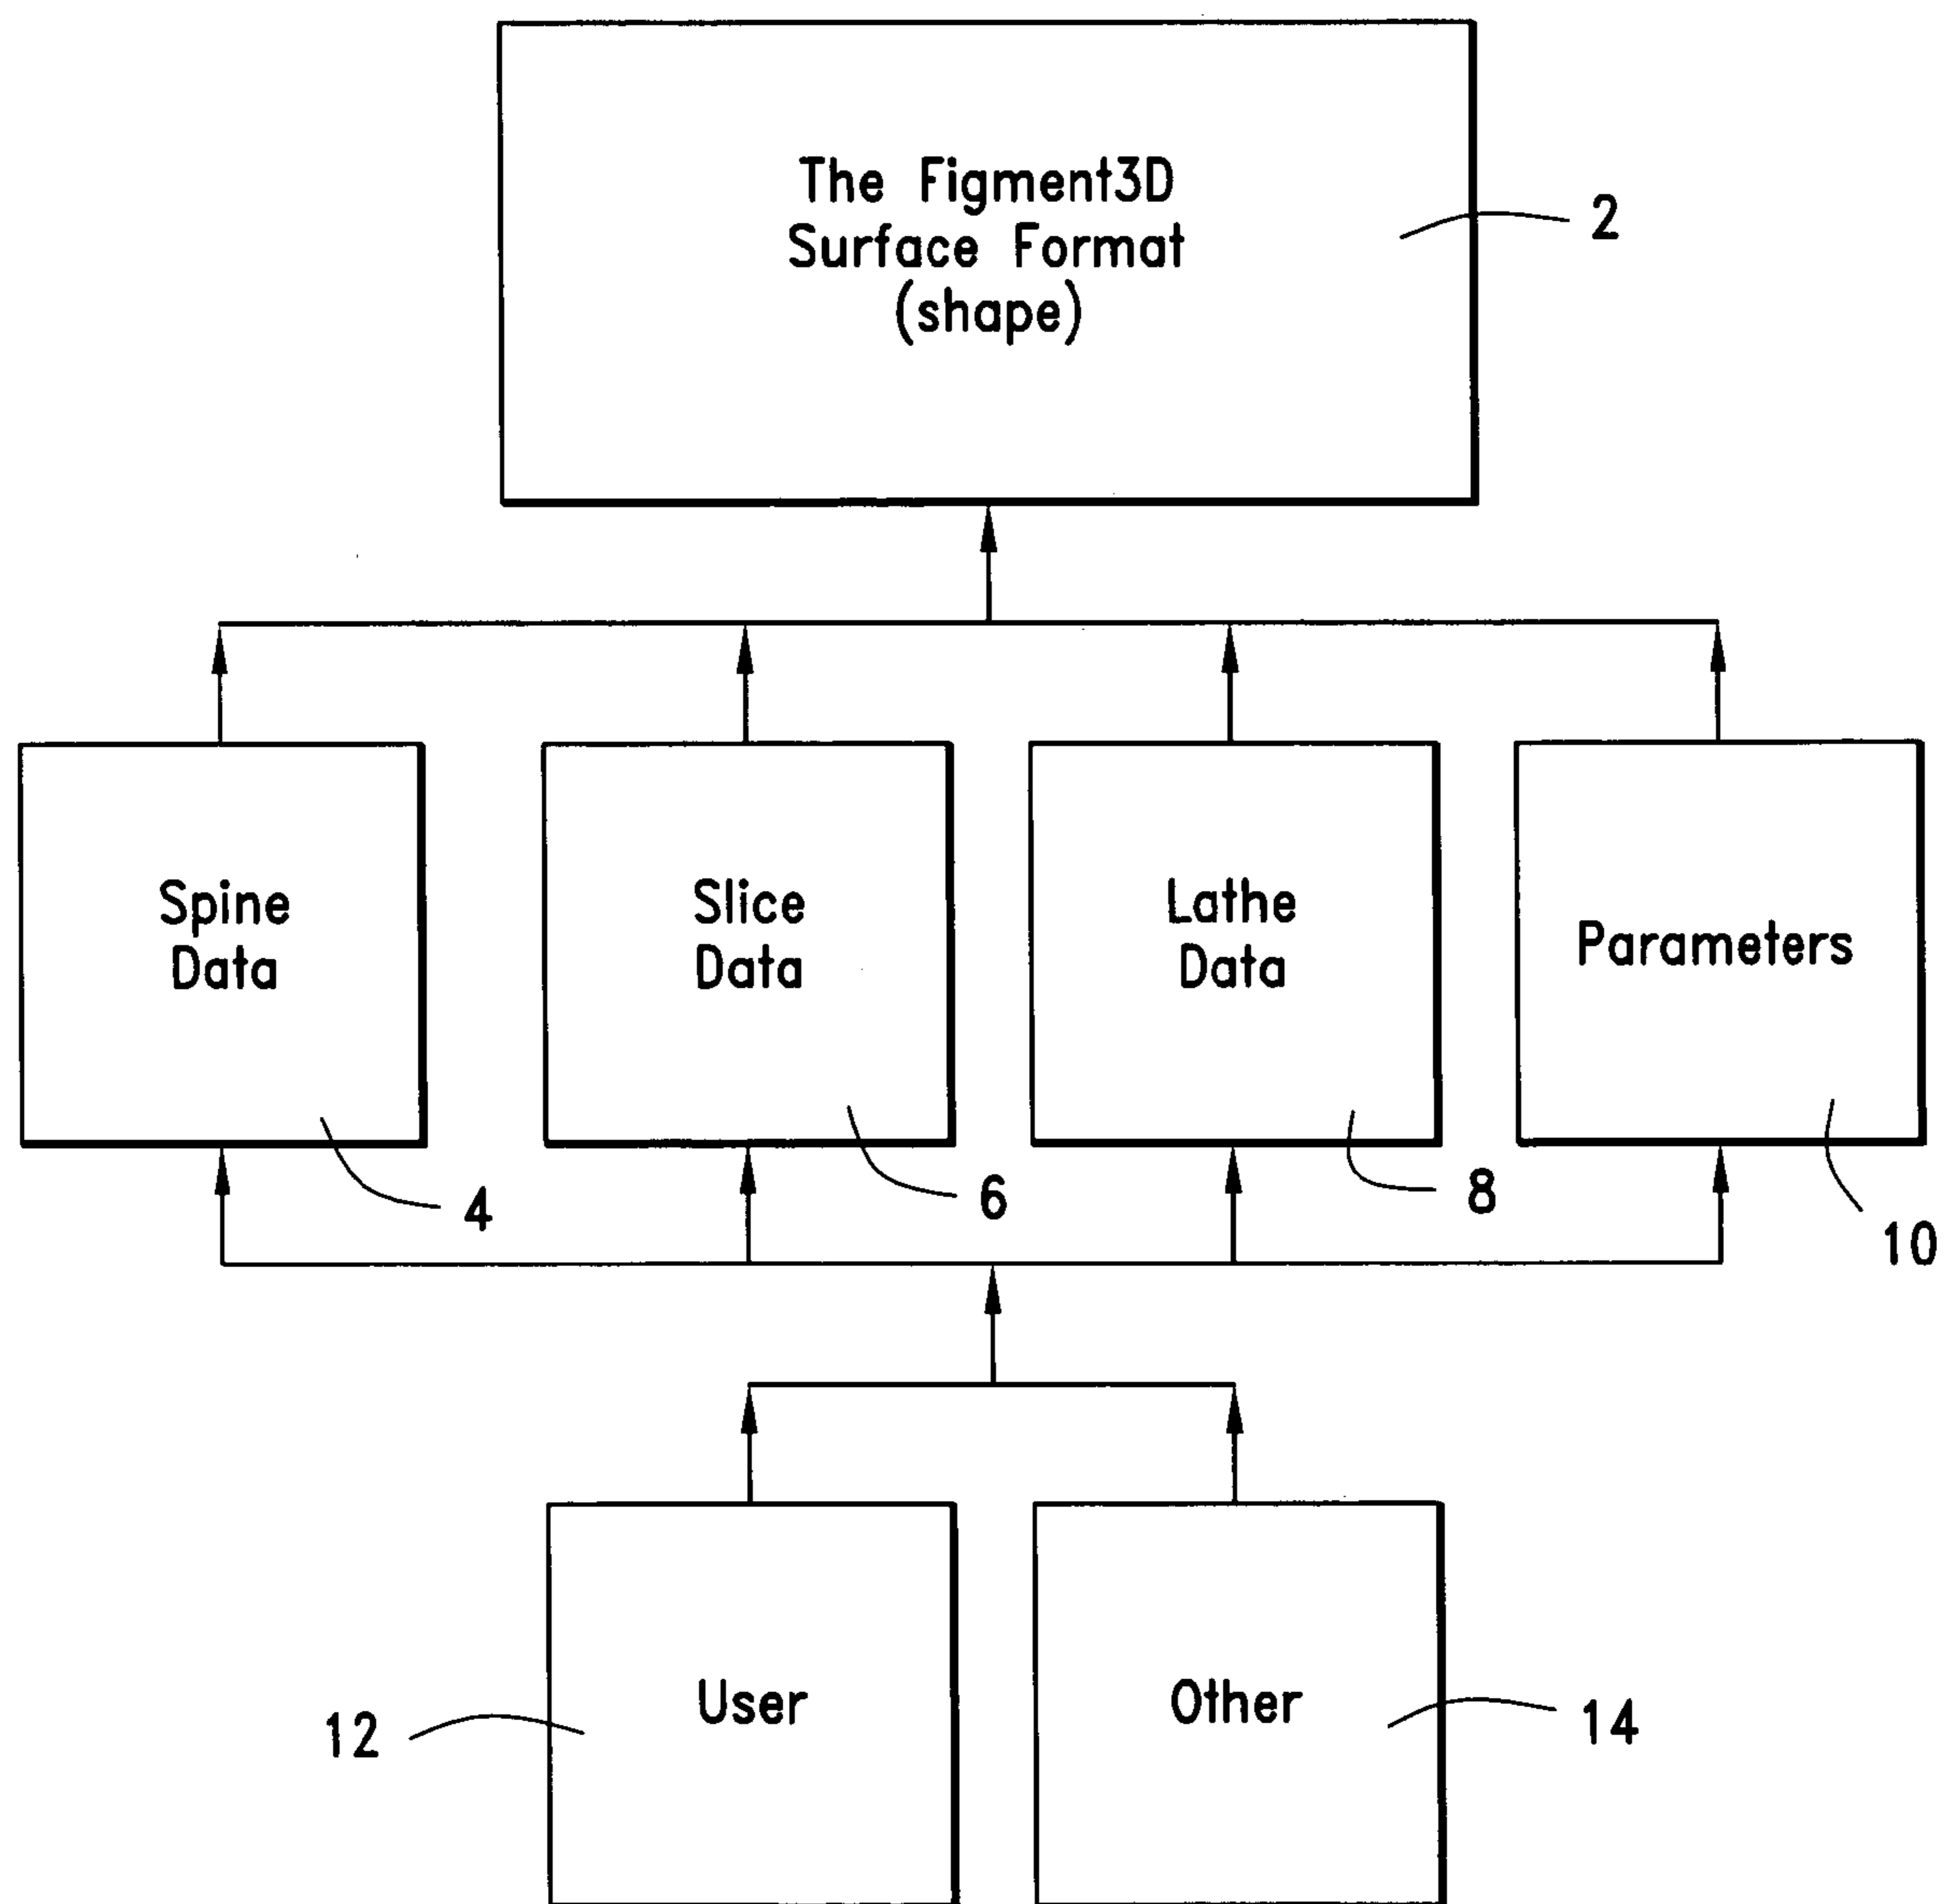 The Figment3D
Surface Format
(shape)
2
Spine
Data
Slice
Data
Lathe
Data
Parameters
4
6
8
10
User
Other
12
14